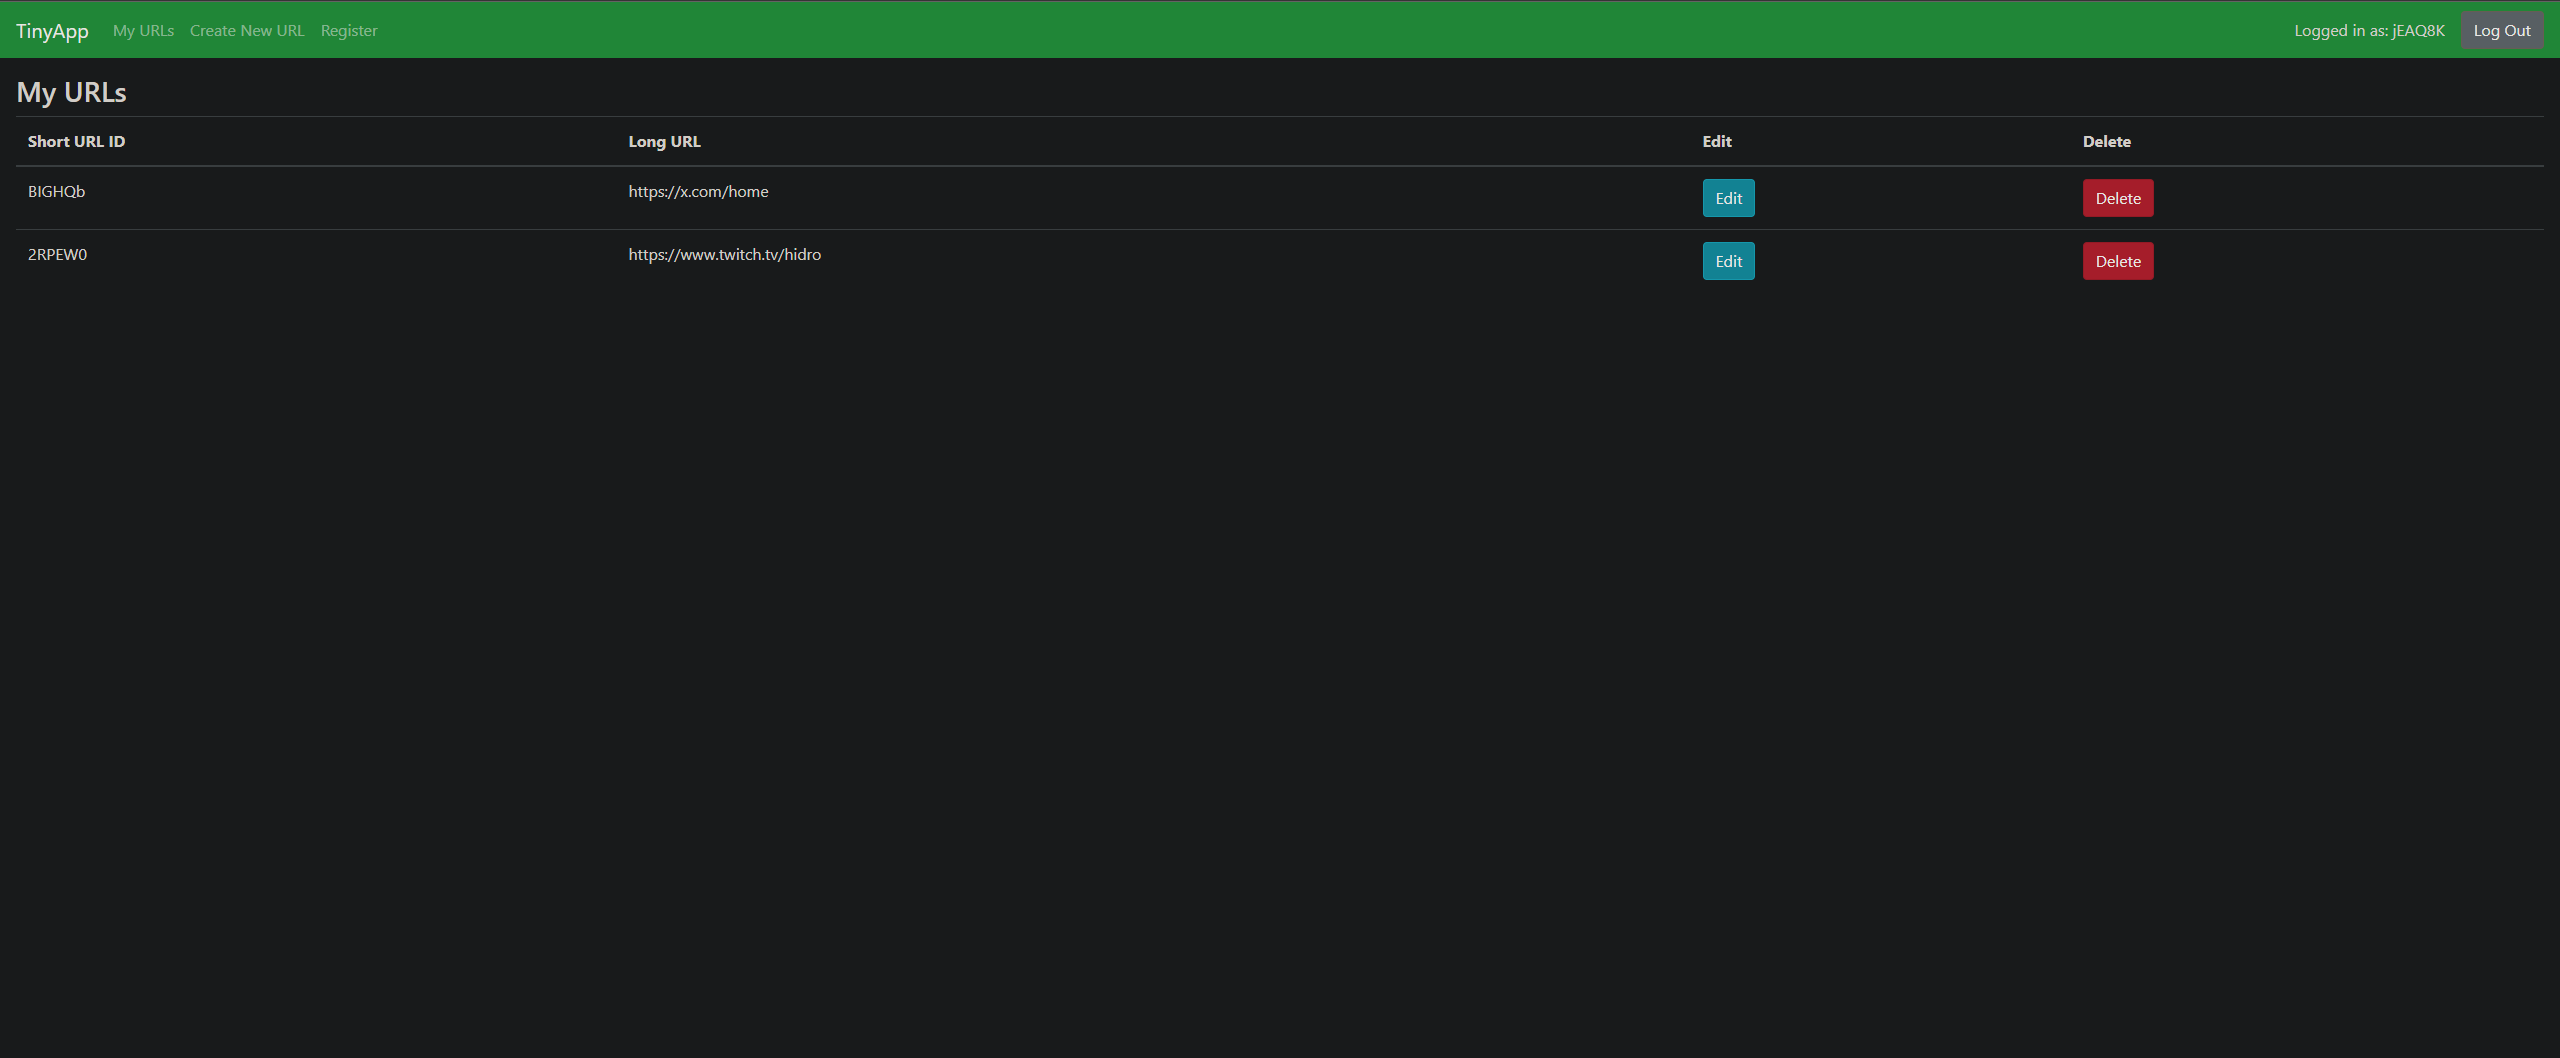 TinyApp My URLs Create New URL Register Logged in as: jEAQ8K Log Out
My URLs
Short URL ID Long URL Edit Delete
BIGHQb https://x.com/home Edit Delete
2RPEW0 https://www.twitch.tv/hidro Edit Delete